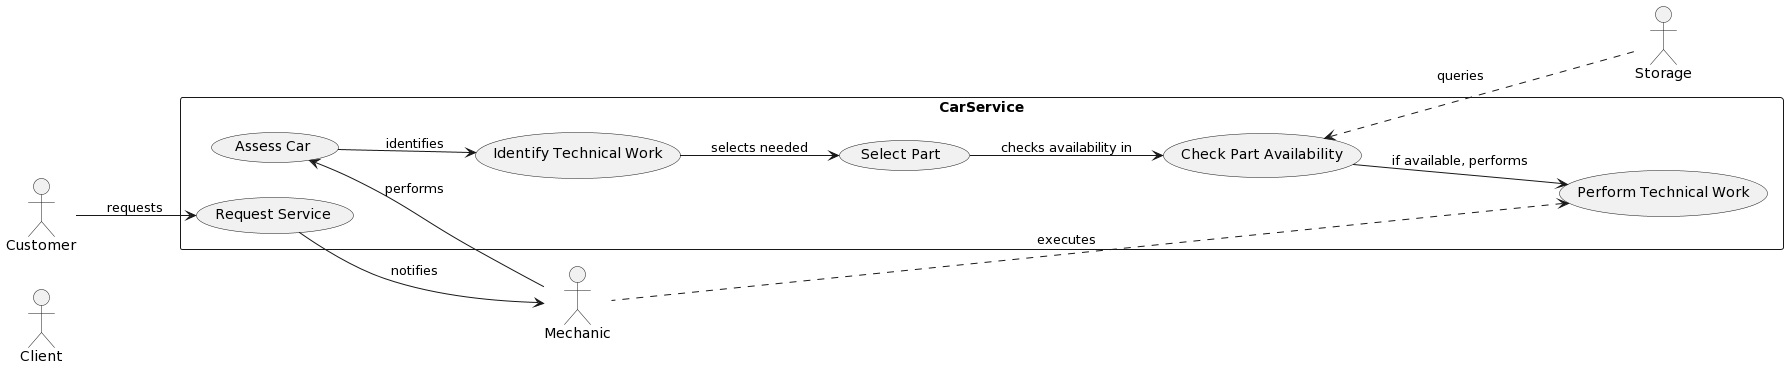 Storage
queries
CarService
Assess Car
identifies
Identify Technical Work
selects needed
Select Part
checks availability in
Check Part Availability
if available, performs
Perform Technical Work
performs
Customer
requests
Request Service
executes
notifies
Mechanic
Client